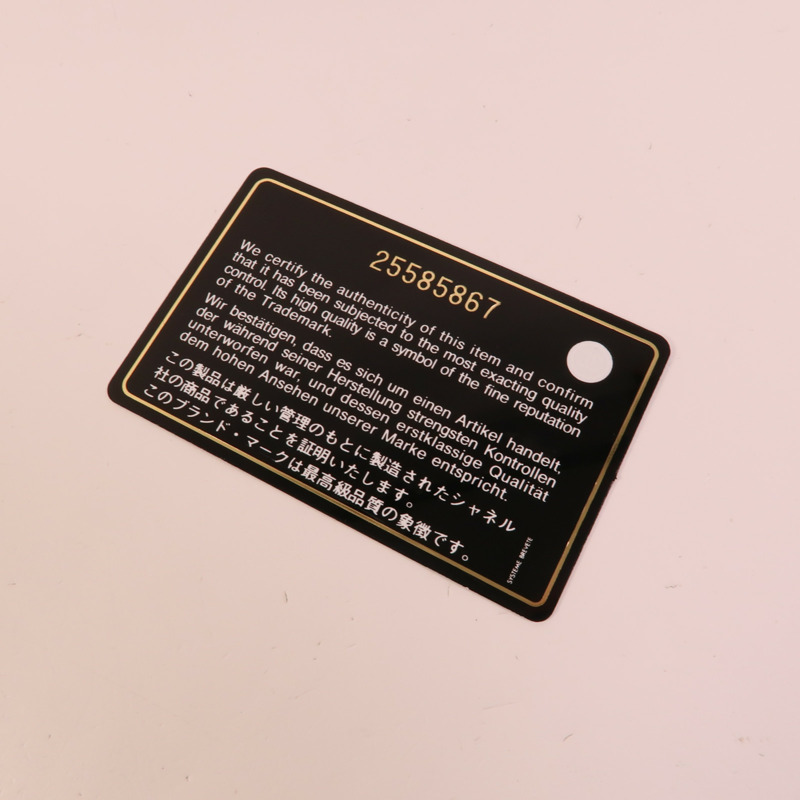 25585867
We certify the authenticity of this item and confirm
that it has been subjected to the most exacting quality
control. Its high quality is a symbol of the fine reputation
of the Trademark.
Wir bestätigen, dass es sich um einen Artikel handelt,
der während seiner Herstellung strengsten Kontrollen
unterworfen war, und dessen erstklassige Qualität
dem hohen Ansehen unserer Marke entspricht.
この製品は厳しい管理のもとに製造されたシャネル
社の商品であることを証明いたします。
このブランド・マークは最高級品質の象徴です。
SYSTEME BREVETE